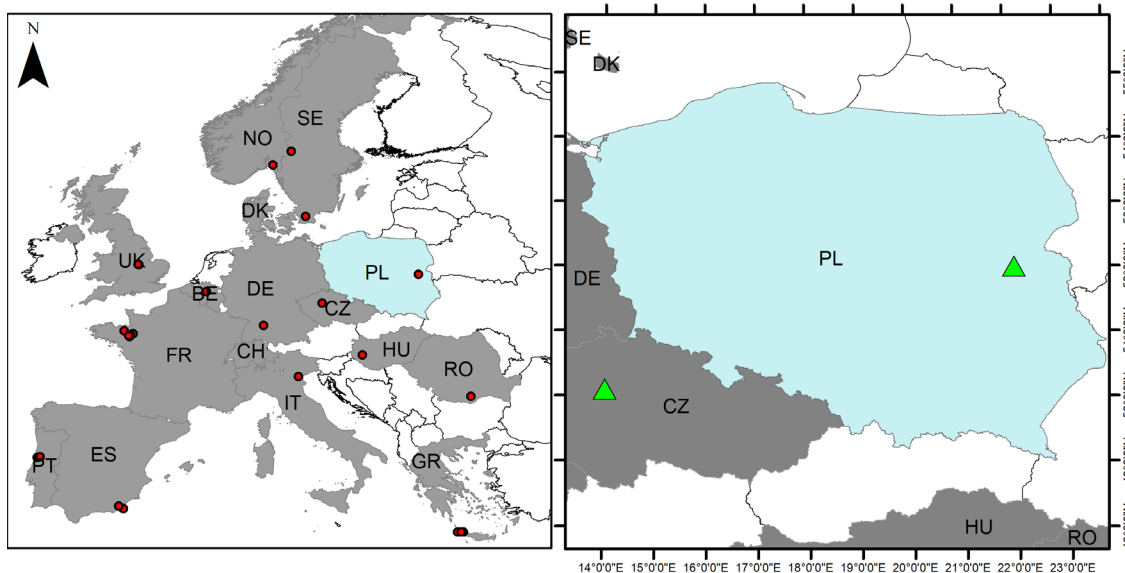 N
SE
NO
DK
UK
BE
DE
PL
CZ
CH
FR
HU
RO
IT
PT
ES
GR
SE
DK
PL
DE
CZ
HU
RO
14°0'0"E 15°0'0"E 16°0'0"E 17°0'0"E 18°0'0"E 19°0'0"E 20°0'0"E 21°0'0"E 22°0'0"E 23°0'0"E